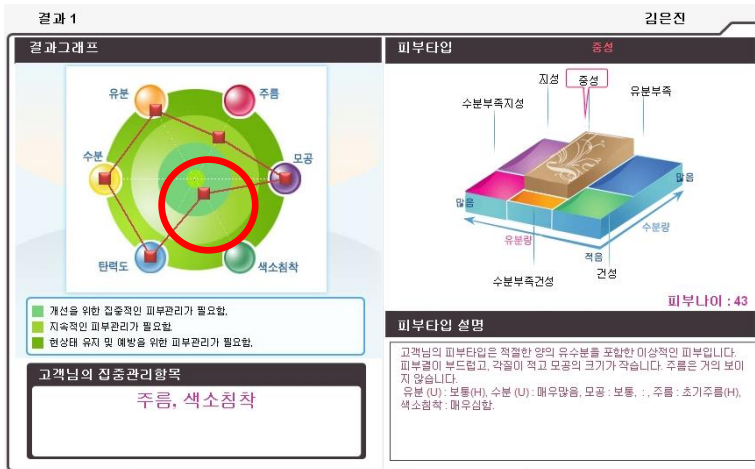 결과 1
김은진
결과그래프
유분
주름
수분
모공
탄력도
색소침착
개선을 위한 집중적인 피부관리가 필요함.
지속적인 피부관리가 필요함.
현상태 유지 및 예방을 위한 피부관리가 필요함.
고객님의 집중관리항목
주름, 색소침착
피부타입
중성
지성
중성
유분부족
수분부족지성
많음
많음
유분량
수분량
적음
수분부족건성
건성
피부나이 : 43
피부타입 설명
고객님의 피부타입은 적절한 양의 유수분을 포함한 이상적인 피부입니다.
피부결이 부드럽고, 각질이 적고 모공의 크기가 작습니다. 주름은 거의 보이
지 않습니다.
유분 (U) : 보통(H), 수분 (U) : 매우많음, 모공 : 보통, : , 주름 : 초기주름(H),
색소침착 : 매우심함.